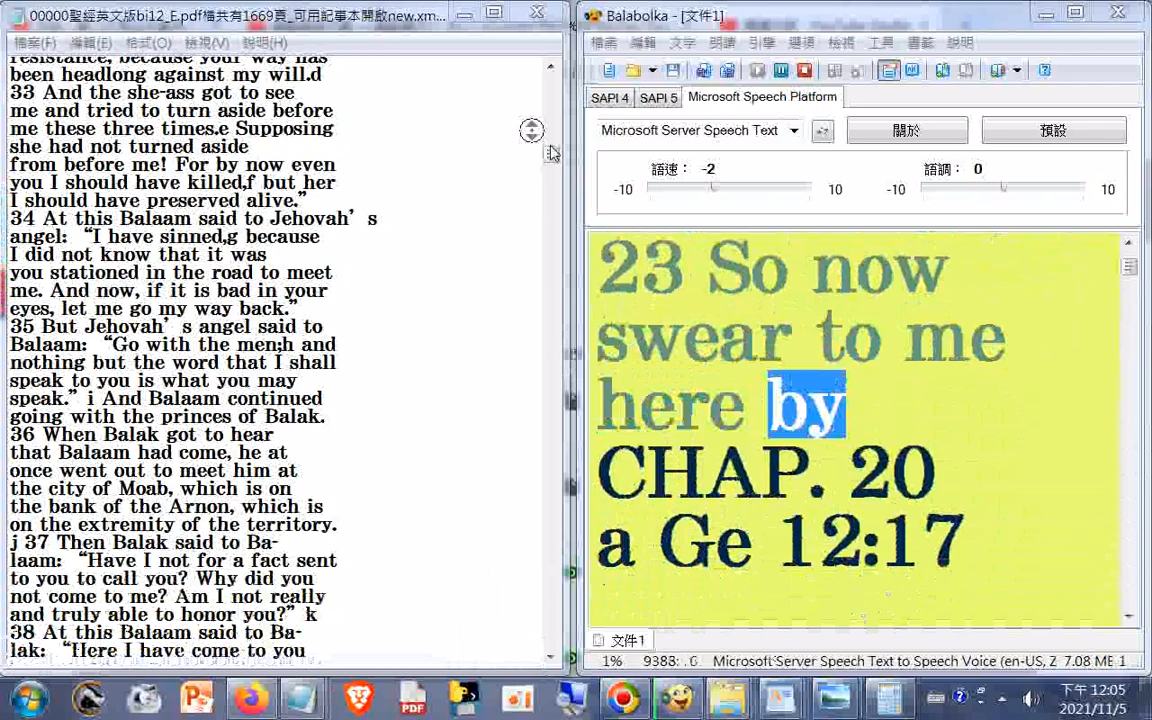 00000聖經英文版bi12_E.pdf檔共有1669頁_可用記事本開啟new.xm...
檔案(F) 編輯(E) 格式(O) 檢視(V) 說明(H)
resistance, because your way has
been headlong against my will.d
33 And the she-ass got to see
me and tried to turn aside before
me these three times.e Supposing
she had not turned aside
from before me! For by now even
you I should have killed,f but her
I should have preserved alive.”
34 At this Balaam said to Jehovah’s
angel: “I have sinned,g because
I did not know that it was
you stationed in the road to meet
me. And now, if it is bad in your
eyes, let me go my way back.”
35 But Jehovah’s angel said to
Balaam: “Go with the men;h and
nothing but the word that I shall
speak to you is what you may
speak.” i And Balaam continued
going with the princes of Balak.
36 When Balak got to hear
that Balaam had come, he at
once went out to meet him at
the city of Moab, which is on
the bank of the Arnon, which is
on the extremity of the territory.
j 37 Then Balak said to Ba-
laam: “Have I not for a fact sent
to you to call you? Why did you
not come to me? Am I not really
and truly able to honor you?” k
38 At this Balaam said to Ba-
lak: “Here I have come to you
Balabolka - [文件1]
檔案 編輯 文字 朗讀 引擎 選項 檢視 工具 書籤 說明
SAPI 4 SAPI 5 Microsoft Speech Platform
Microsoft Server Speech Text 關於 預設
語速: -2 語調: 0
-10 10 -10 10
23 So now
swear to me
here by
CHAP. 20
a Ge 12:17
文件1
1% 9383: Microsoft Server Speech Text to Speech Voice (en-US, Z 7.08 ME 1
PDF
下午 12:05
2021/11/5